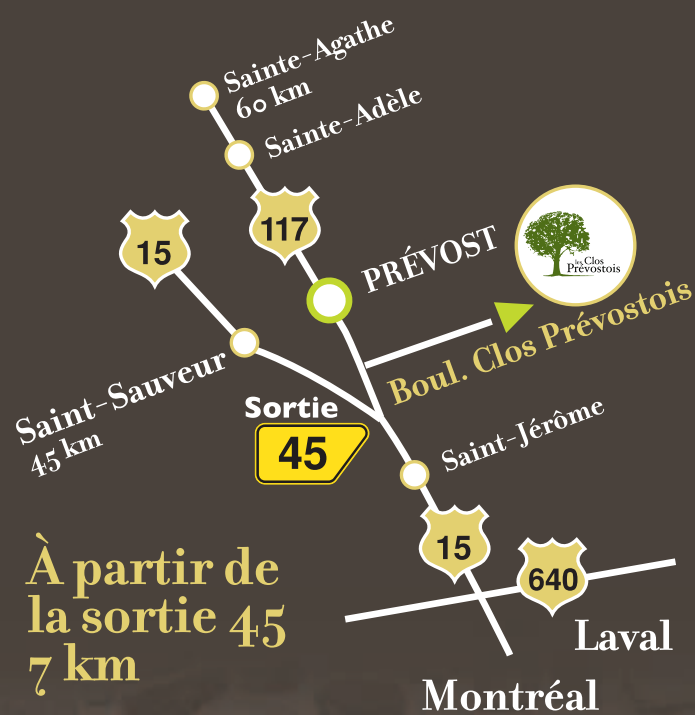 Sainte-Agathe
60 km
Sainte-Adèle
117
15
PRÉVOST
les Clos
Prévostois
Boul. Clos Prévostois
Saint-Sauveur
45 km
Sortie
45
Saint-Jérôme
15
640
À partir de
la sortie 45
7 km
Laval
Montréal